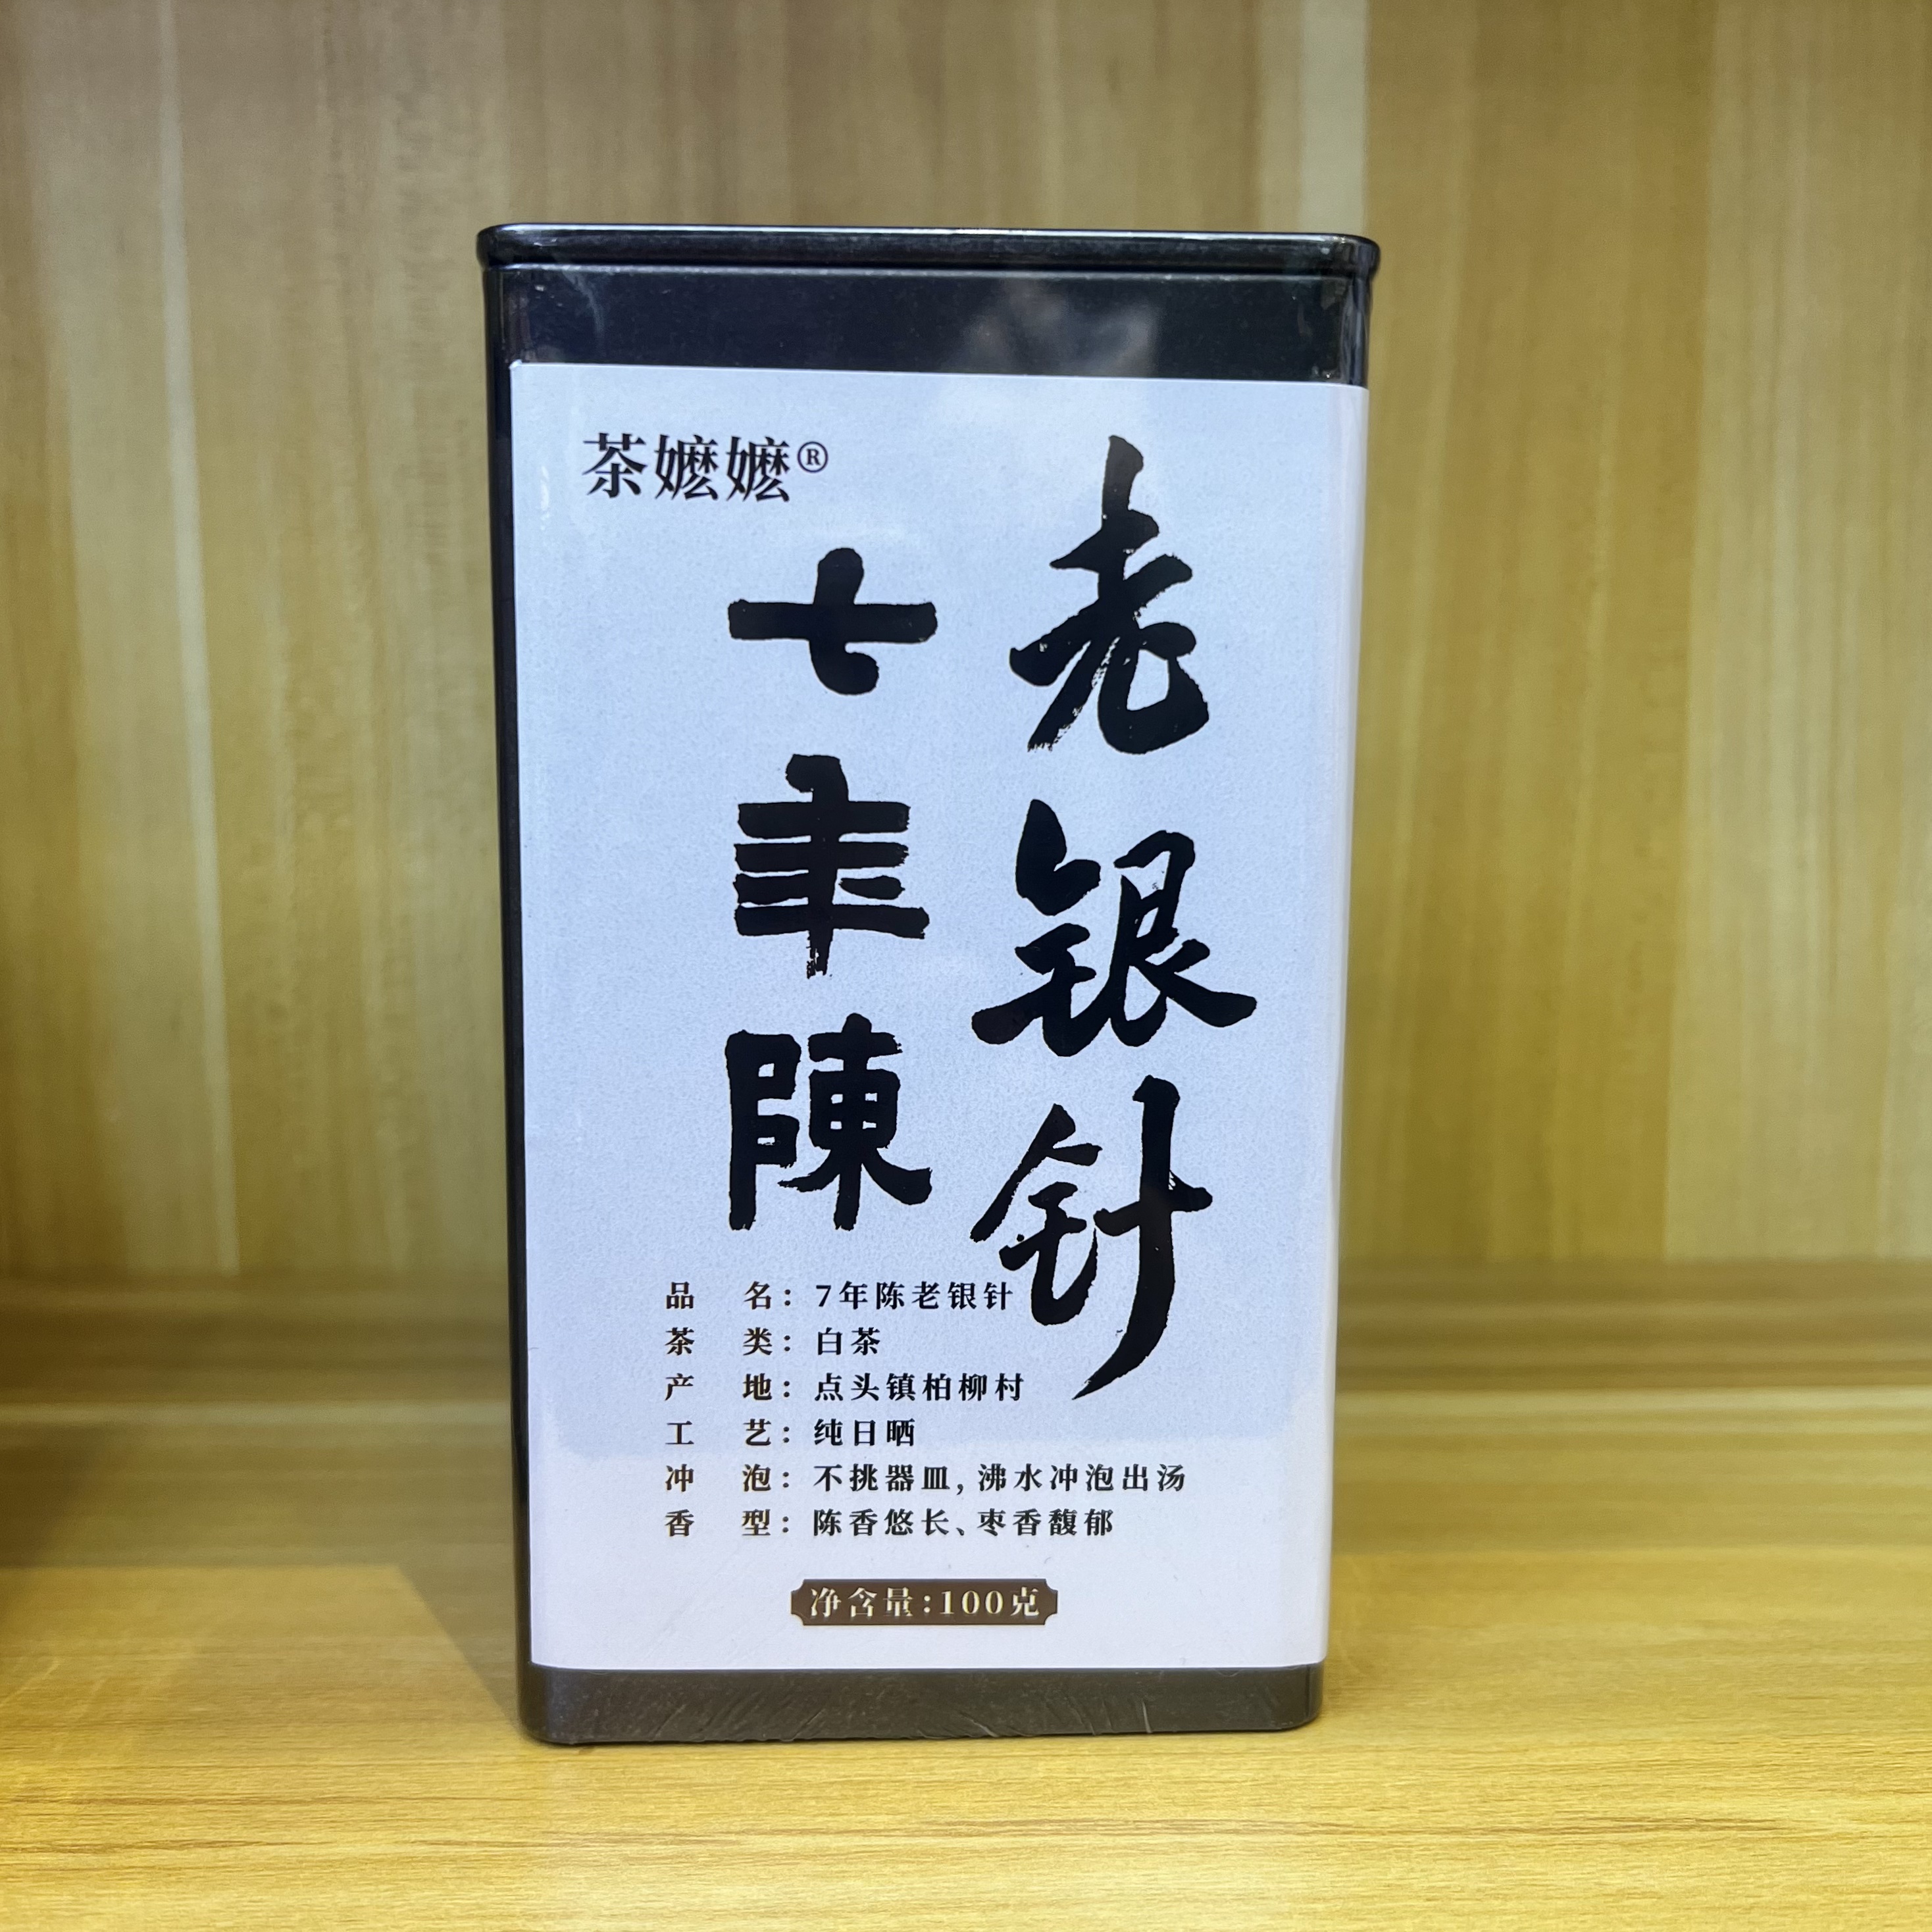 茶嬷嬷®
老银针
七年陳
品 名：7年陈老银针
茶 类：白茶
产 地：点头镇柏柳村
工 艺：纯日晒
冲 泡：不挑器皿，沸水冲泡出汤
香 型：陈香悠长、枣香馥郁
净含量：100克